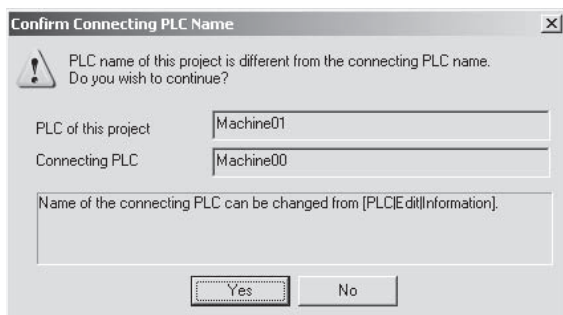 Confirm Connecting PLC Name
PLC name of this project is different from the connecting PLC name.
Do you wish to continue?
PLC of this project
Machine01
Connecting PLC
Machine00
Name of the connecting PLC can be changed from [PLC|Edit|Information].
Yes
No